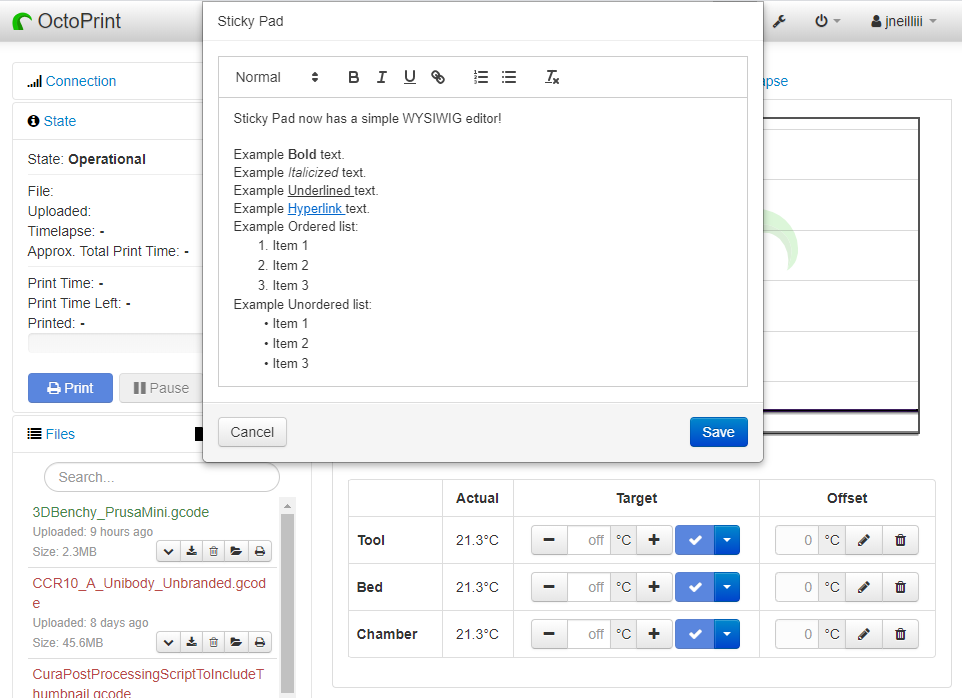 OctoPrint
jneilliii
Connection
State
State: Operational
File:
Uploaded:
Timelapse: -
Approx. Total Print Time: -
Print Time: -
Print Time Left: -
Printed: -
Print
Pause
Files
Search...
3DBenchy_PrusaMini.gcode
Uploaded: 9 hours ago
Size: 2.3MB
CCR10_A_Unibody_Unbranded.gcod
e
Uploaded: 8 days ago
Size: 45.6MB
CuraPostProcessingScriptToIncludeT
humbnail.gcode
Sticky Pad
Normal
B I U
Sticky Pad now has a simple WYSIWIG editor!
Example Bold text.
Example Italicized text.
Example Underlined text.
Example Hyperlink text.
Example Ordered list:
1. Item 1
2. Item 2
3. Item 3
Example Unordered list:
• Item 1
• Item 2
• Item 3
Cancel
Save
Actual Target Offset
Tool 21.3°C off °C 0 °C
Bed 21.3°C off °C 0 °C
Chamber 21.3°C off °C 0 °C